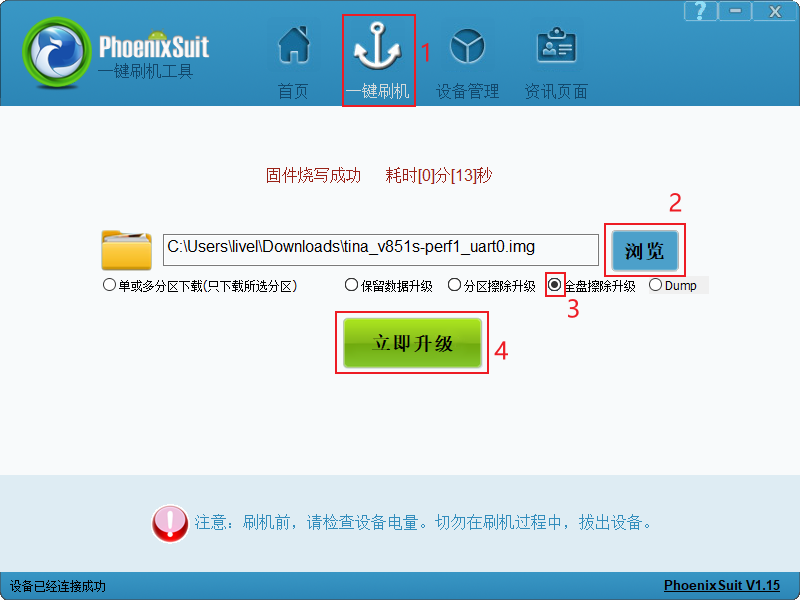 PhoenixSuit
一键刷机工具
首页
一键刷机
1
设备管理
资讯页面
固件烧写成功 耗时[0]分[13]秒
2
C:\Users\livel\Downloads\tina_v851s-perf1_uart0.img
浏览
单或多分区下载(只下载所选分区)
保留数据升级
分区擦除升级
全盘擦除升级
Dump
3
立即升级
4
注意：刷机前，请检查设备电量。切勿在刷机过程中，拔出设备。
设备已经连接成功
PhoenixSuit V1.15